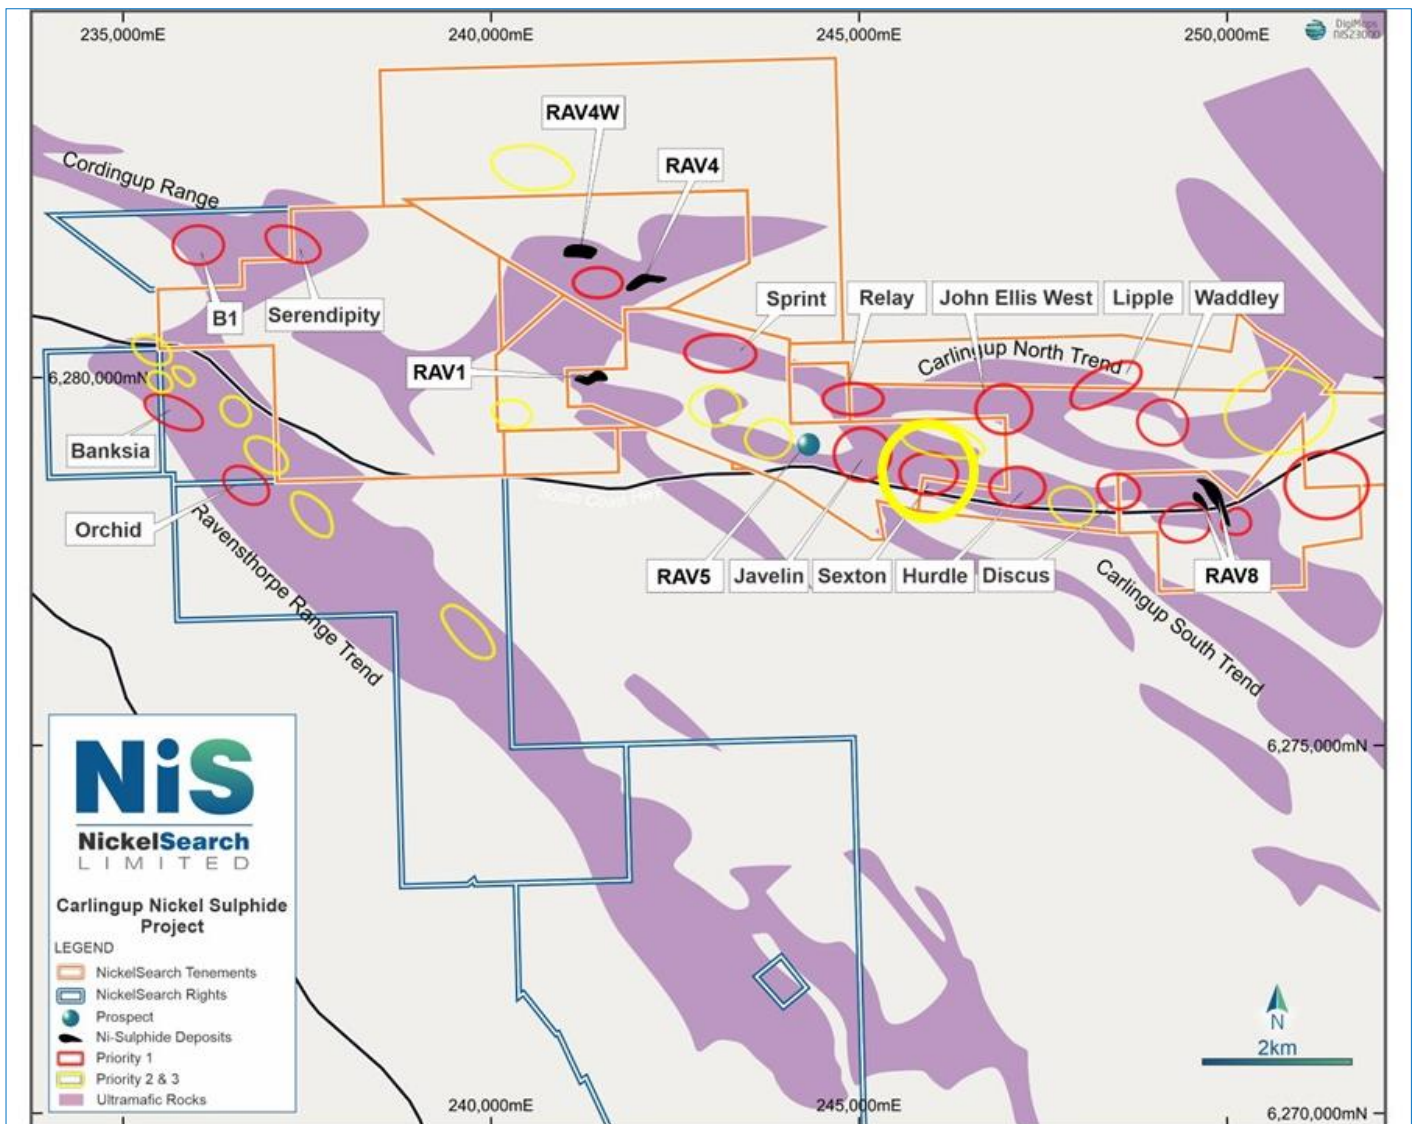 235,000mE
240,000mE
245,000mE
250,000mE
DigiMaps
RAV4W
RAV4
Cordingup Range
B1
Serendipity
Sprint
Relay
John Ellis West
Lipple
Waddley
Carlingup North Trend
RAV1
6,280,000mN
Banksia
Orchid
South Coast Hwy
Ravensthorpe Range Trend
RAV5
Javelin
Sexton
Hurdle
Discus
RAV8
Carlingup South Trend
6,275,000mN
NiS
NickelSearch
LIMITED
Carlingup Nickel Sulphide
Project
LEGEND
NickelSearch Tenements
NickelSearch Rights
Prospect
Ni-Sulphide Deposits
Priority 1
Priority 2 & 3
Ultramafic Rocks
N
2km
240,000mE
245,000mE
6,270,000mN